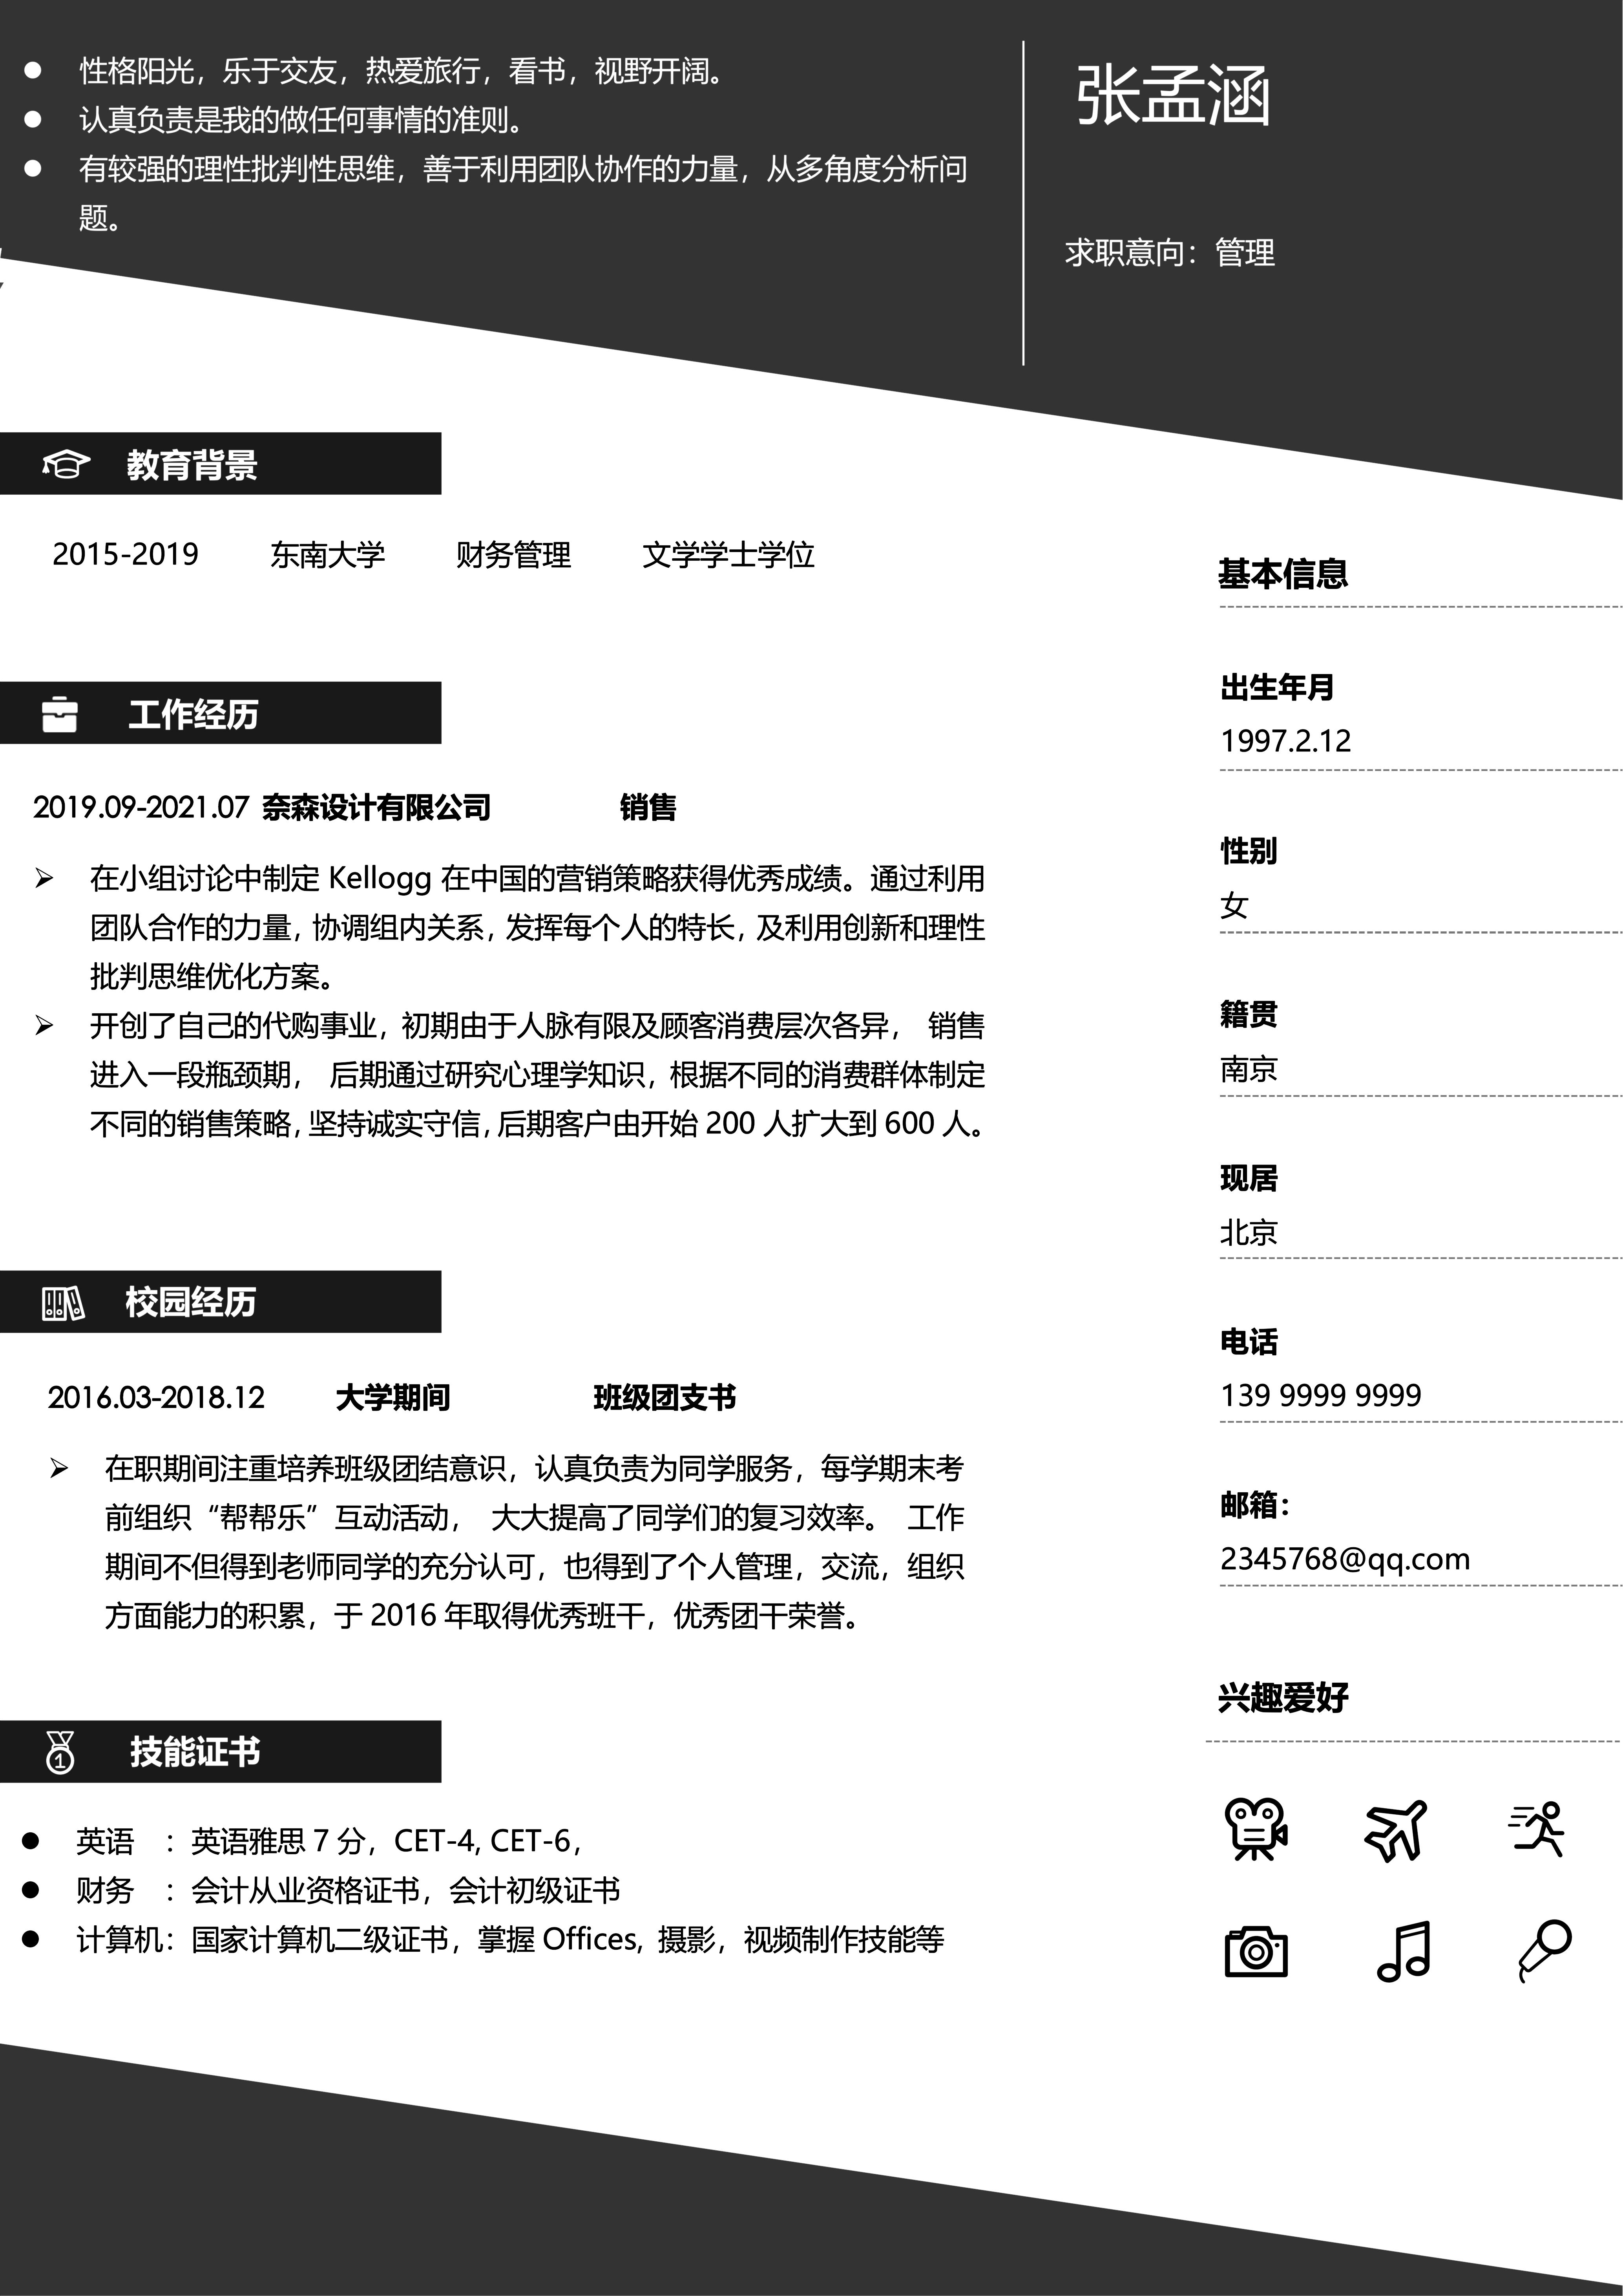 性格阳光，乐于交友，热爱旅行，看书，视野开阔。
认真负责是我的做任何事情的准则。
有较强的理性批判性思维，善于利用团队协作的力量，从多角度分析问
题。
张孟涵
求职意向：管理
教育背景
2015-2019 东南大学 财务管理 文学学士学位
工作经历
2019.09-2021.07 奈森设计有限公司 销售
在小组讨论中制定 Kellogg 在中国的营销策略获得优秀成绩。通过利用
团队合作的力量，协调组内关系，发挥每个人的特长，及利用创新和理性
批判思维优化方案。
开创了自己的代购事业，初期由于人脉有限及顾客消费层次各异， 销售
进入一段瓶颈期， 后期通过研究心理学知识，根据不同的消费群体制定
不同的销售策略，坚持诚实守信，后期客户由开始 200 人扩大到 600 人。
校园经历
2016.03-2018.12 大学期间 班级团支书
在职期间注重培养班级团结意识，认真负责为同学服务，每学期末考
前组织“帮帮乐”互动活动， 大大提高了同学们的复习效率。 工作
期间不但得到老师同学的充分认可，也得到了个人管理，交流，组织
方面能力的积累，于 2016 年取得优秀班干，优秀团干荣誉。
技能证书
英语 ：英语雅思 7 分，CET-4, CET-6，
财务 ：会计从业资格证书，会计初级证书
计算机：国家计算机二级证书，掌握 Offices, 摄影，视频制作技能等
基本信息
出生年月
1997.2.12
性别
女
籍贯
南京
现居
北京
电话
139 9999 9999
邮箱：
2345768@qq.com
兴趣爱好
1